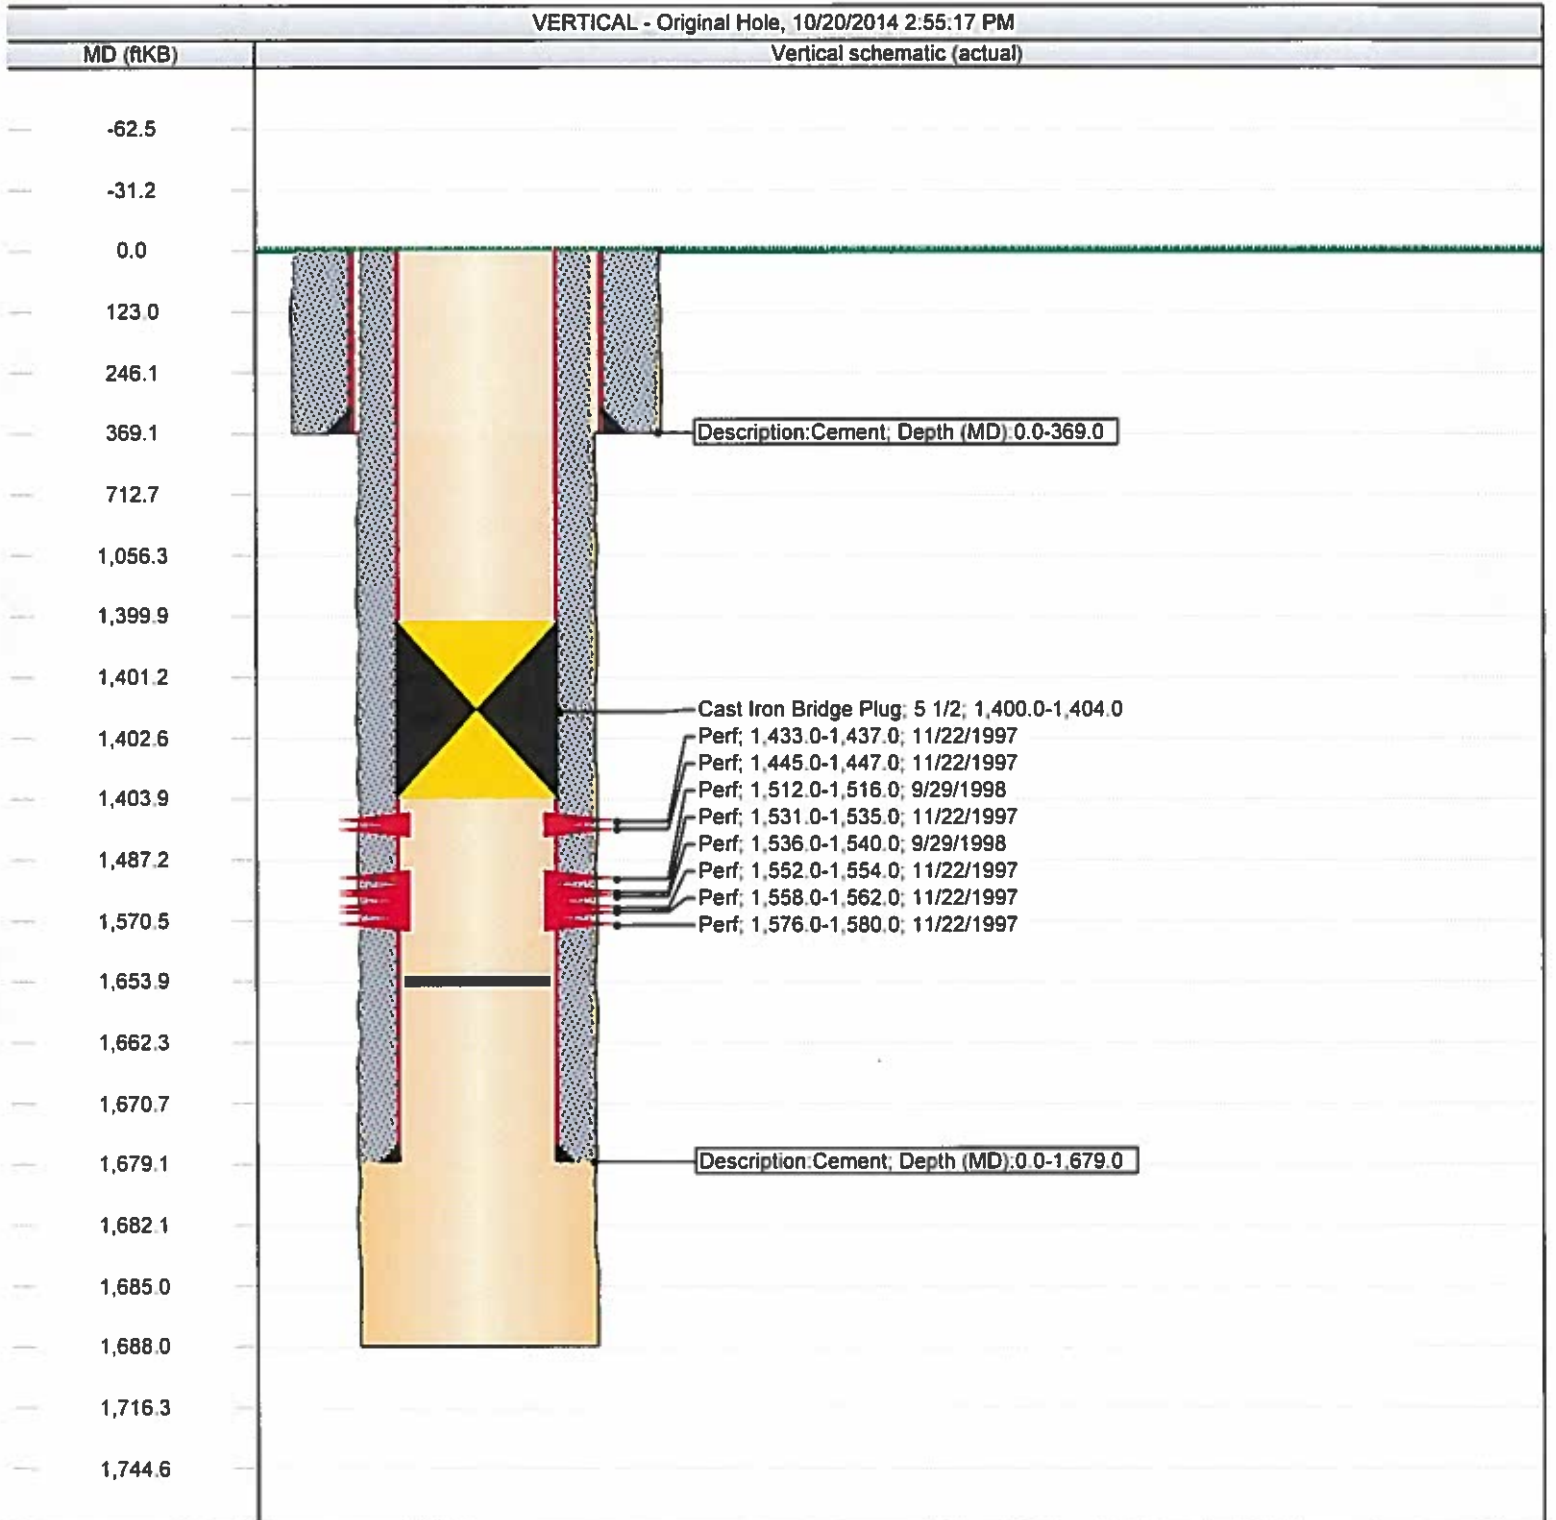 VERTICAL - Original Hole, 10/20/2014 2:55:17 PM
MD (ftKB)
Vertical schematic (actual)
-62.5
-31.2
0.0
123.0
246.1
369.1
Description:Cement; Depth (MD):0.0-369.0
712.7
1,056.3
1,399.9
1,401.2
Cast Iron Bridge Plug; 5 1/2; 1,400.0-1,404.0
1,402.6
Perf; 1,433.0-1,437.0; 11/22/1997
Perf; 1,445.0-1,447.0; 11/22/1997
Perf; 1,512.0-1,516.0; 9/29/1998
1,403.9
Perf; 1,531.0-1,535.0; 11/22/1997
Perf; 1,536.0-1,540.0; 9/29/1998
1,487.2
Perf; 1,552.0-1,554.0; 11/22/1997
Perf; 1,558.0-1,562.0; 11/22/1997
1,570.5
Perf; 1,576.0-1,580.0; 11/22/1997
1,653.9
1,662.3
1,670.7
1,679.1
Description:Cement; Depth (MD):0.0-1,679.0
1,682.1
1,685.0
1,688.0
1,716.3
1,744.6